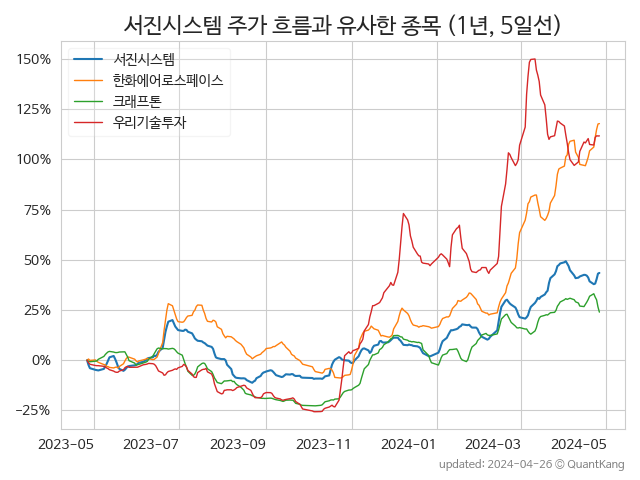 서진시스템 주가 흐름과 유사한 종목 (1년, 5일선)
서진시스템
한화에어로스페이스
크래프톤
우리기술투자
150%
125%
100%
75%
50%
25%
0%
−25%
2023-05 2023-07 2023-09 2023-11 2024-01 2024-03 2024-05
updated: 2024-04-26 © QuantKang